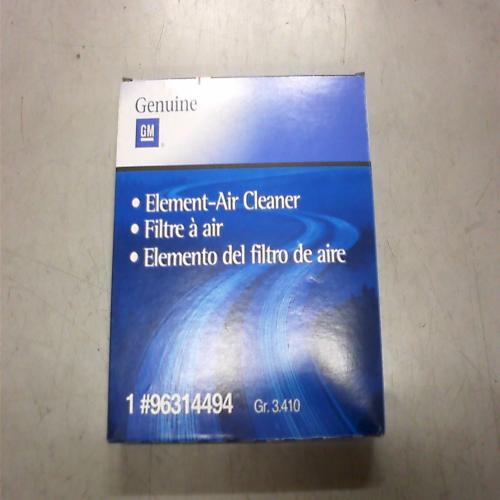 Genuine
GM
®
• Element-Air Cleaner
• Filtre à air
• Elemento del filtro de aire
1 #96314494 Gr. 3.410